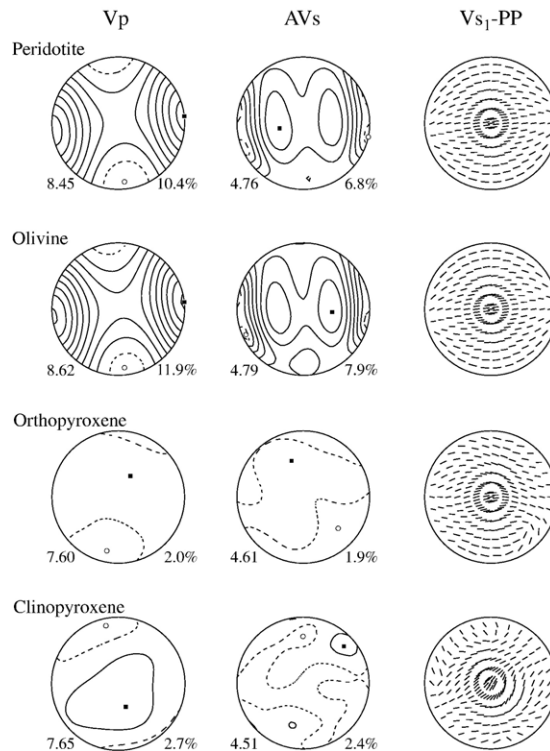 Vp AVs Vs₁-PP
Peridotite
8.45 10.4% 4.76 6.8%
Olivine
8.62 11.9% 4.79 7.9%
Orthopyroxene
7.60 2.0% 4.61 1.9%
Clinopyroxene
7.65 2.7% 4.51 2.4%